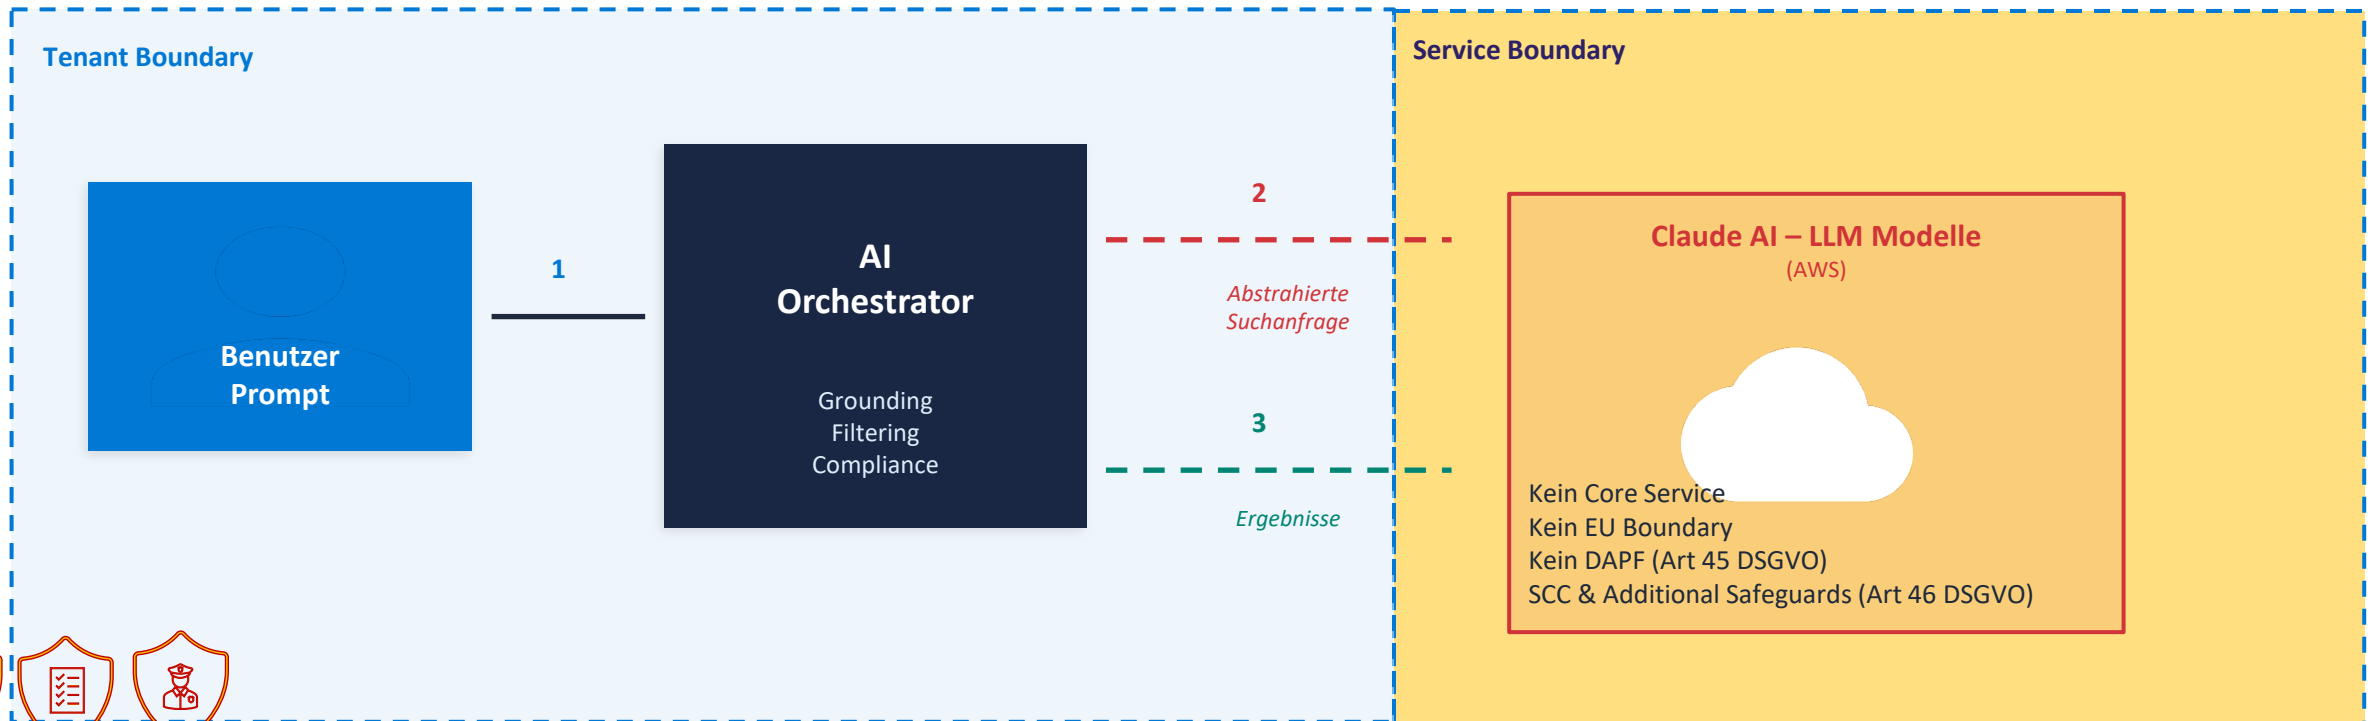 Tenant Boundary
Service Boundary
Benutzer
Prompt
1
AI
Orchestrator
Grounding
Filtering
Compliance
2
Abstrahierte
Suchanfrage
3
Ergebnisse
Claude AI – LLM Modelle
(AWS)
Kein Core Service
Kein EU Boundary
Kein DAPF (Art 45 DSGVO)
SCC & Additional Safeguards (Art 46 DSGVO)